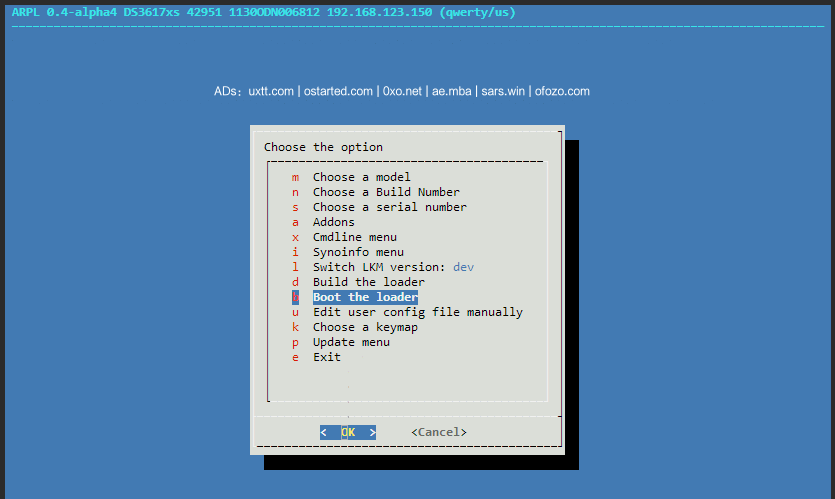 ARPL 0.4-alpha4 DS3617xs 42951 1130ODN006812 192.168.123.150 (qwerty/us)
ADs：uxtt.com | ostarted.com | 0xo.net | ae.mba | sars.win | ofozo.com
Choose the option
m Choose a model
n Choose a Build Number
s Choose a serial number
a Addons
x Cmdline menu
i Synoinfo menu
l Switch LKM version: dev
d Build the loader
b Boot the loader
u Edit user config file manually
k Choose a keymap
p Update menu
e Exit
< OK > <Cancel>